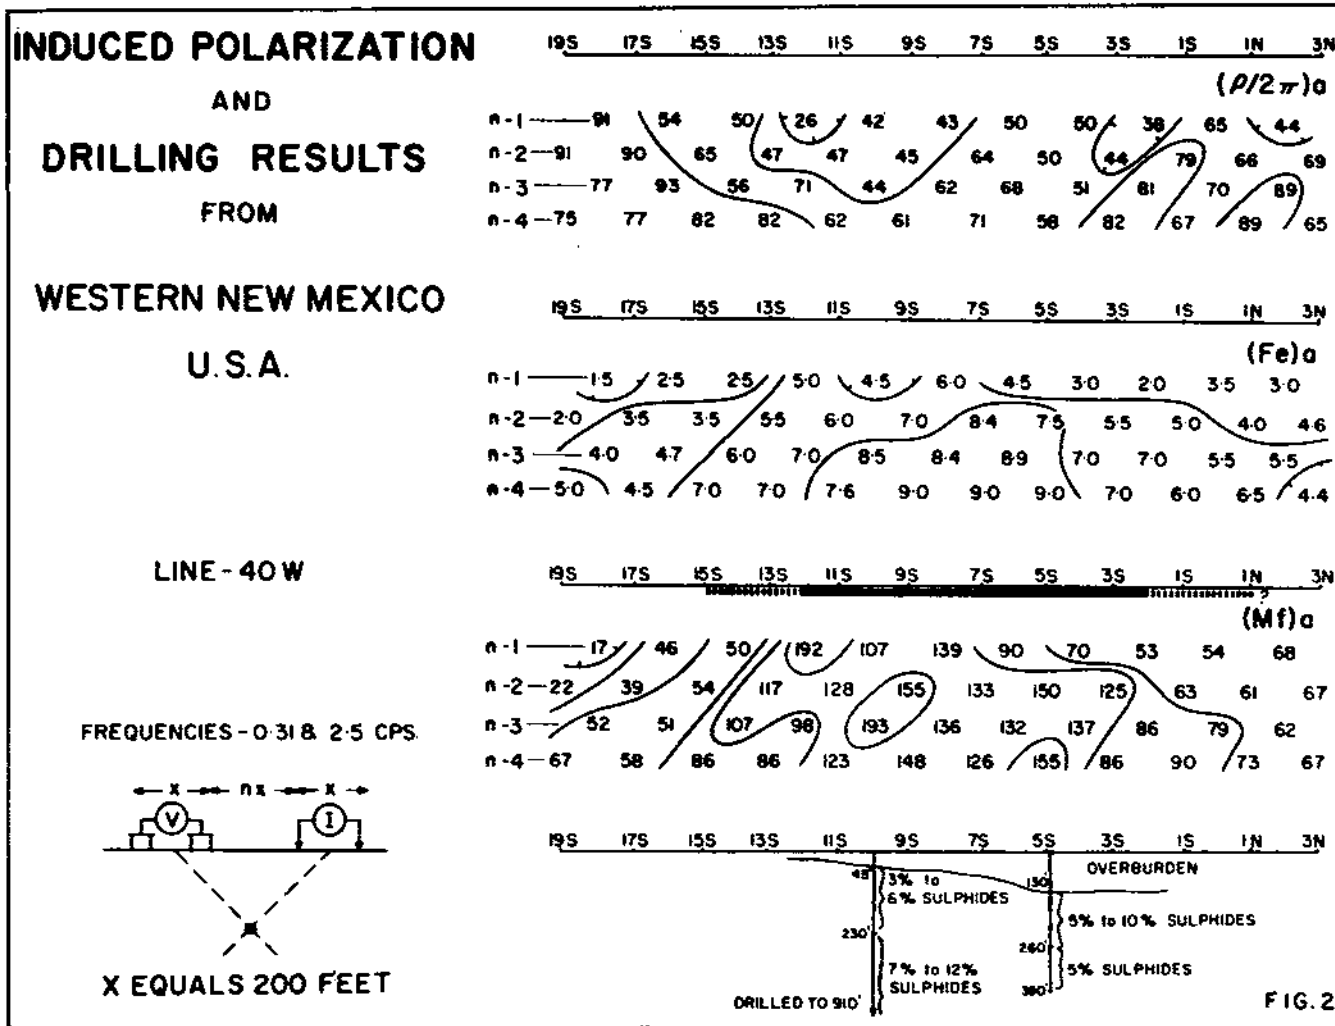 INDUCED POLARIZATION
AND
DRILLING RESULTS
FROM
WESTERN NEW MEXICO
U.S.A.
LINE-40W
FREQUENCIES-0·31 & 2·5 CPS.
x nx x
V I
X EQUALS 200 FEET
19S 17S 15S 13S 11S 9S 7S 5S 3S 1S 1N 3N
(ρ/2π)a
n-1 91 54 50 26 42 43 50 50 38 65 44
n-2 91 90 65 47 47 45 64 50 44 79 66 69
n-3 77 93 56 71 44 62 68 51 81 70 89
n-4 75 77 82 82 62 61 71 58 82 67 89 65
19S 17S 15S 13S 11S 9S 7S 5S 3S 1S 1N 3N
(Fe)a
n-1 1·5 2·5 2·5 5·0 4·5 6·0 4·5 3·0 2·0 3·5 3·0
n-2 2·0 3·5 3·5 5·5 6·0 7·0 8·4 7·5 5·5 5·0 4·0 4·6
n-3 4·0 4·7 6·0 7·0 8·5 8·4 8·9 7·0 7·0 5·5 5·5
n-4 5·0 4·5 7·0 7·0 7·6 9·0 9·0 9·0 7·0 6·0 6·5 4·4
19S 17S 15S 13S 11S 9S 7S 5S 3S 1S 1N 3N
?
(Mf)a
n-1 17 46 50 192 107 139 90 70 53 54 68
n-2 22 39 54 117 128 155 133 150 125 63 61 67
n-3 52 51 107 98 193 136 132 137 86 79 62
n-4 67 58 86 86 123 148 126 155 86 90 73 67
19S 17S 15S 13S 11S 9S 7S 5S 3S 1S 1N 3N
OVERBURDEN
45' 3% to
6% SULPHIDES
230'
7% to 12%
SULPHIDES
DRILLED TO 910'
130'
5% to 10% SULPHIDES
260'
5% SULPHIDES
FIG. 2